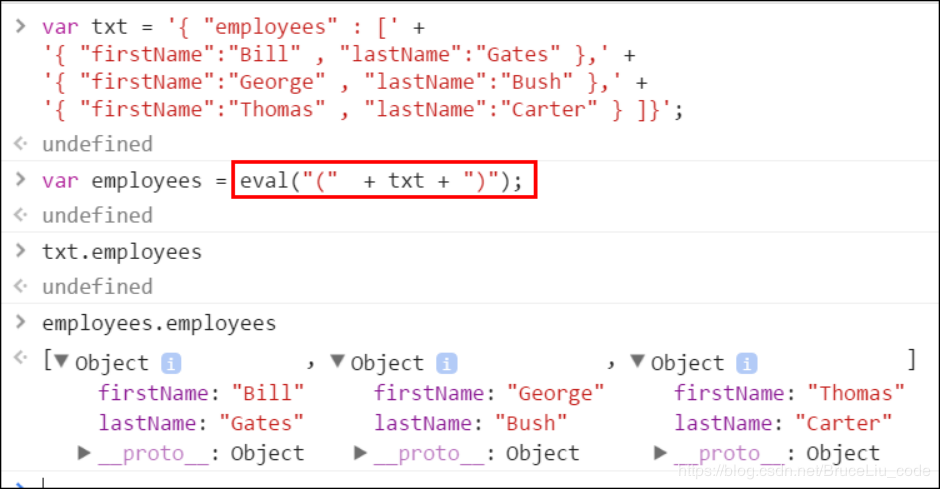 > var txt = '{ "employees" : [' +
'{ "firstName":"Bill" , "lastName":"Gates" },' +
'{ "firstName":"George" , "lastName":"Bush" },' +
'{ "firstName":"Thomas" , "lastName":"Carter" } ]}';
undefined
> var employees = eval("(" + txt + ")");
undefined
> txt.employees
undefined
> employees.employees
[▼Object i , ▼Object i , ▼Object i ]
firstName: "Bill" firstName: "George" firstName: "Thomas"
lastName: "Gates" lastName: "Bush" lastName: "Carter"
▶__proto__: Object ▶__proto__: Object ▶__proto__: Object
https://blog.csdn.net/BruceLiu_code